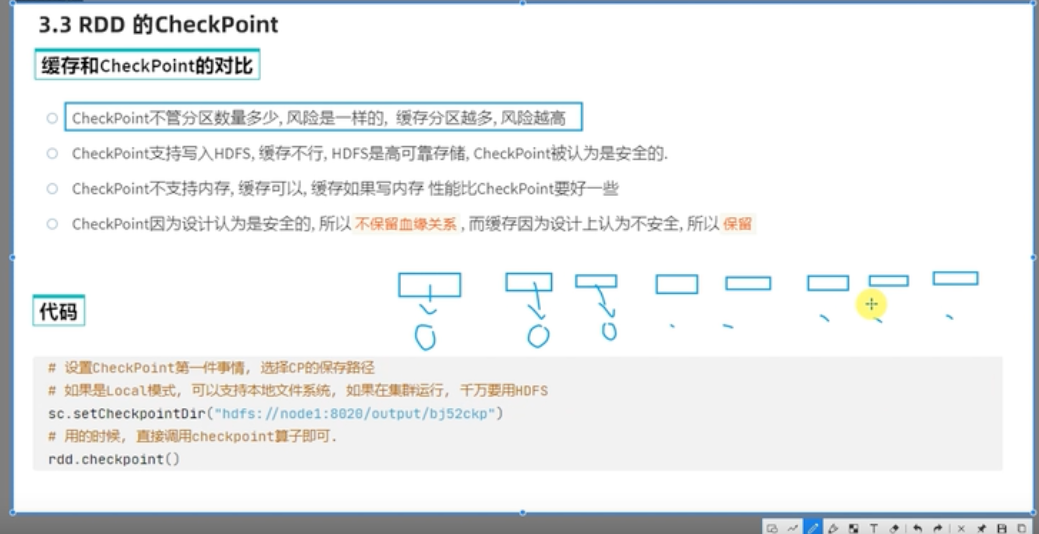 3.3 RDD 的CheckPoint
缓存和CheckPoint的对比
CheckPoint不管分区数量多少, 风险是一样的, 缓存分区越多, 风险越高
CheckPoint支持写入HDFS, 缓存不行, HDFS是高可靠存储, CheckPoint被认为是安全的.
CheckPoint不支持内存, 缓存可以, 缓存如果写内存 性能比CheckPoint要好一些
CheckPoint因为设计认为是安全的, 所以 不保留血缘关系 , 而缓存因为设计上认为不安全, 所以 保留
代码
# 设置CheckPoint第一件事情, 选择CP的保存路径
# 如果是Local模式, 可以支持本地文件系统, 如果在集群运行, 千万要用HDFS
sc.setCheckpointDir("hdfs://node1:8020/output/bj52ckp")
# 用的时候, 直接调用checkpoint算子即可.
rdd.checkpoint()